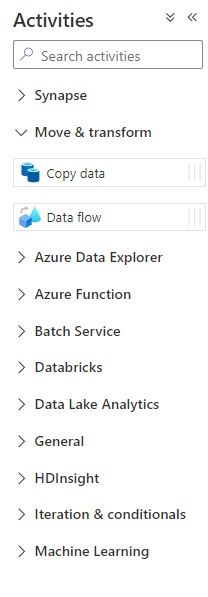 Activities
Search activities
Synapse
Move & transform
Copy data
Data flow
Azure Data Explorer
Azure Function
Batch Service
Databricks
Data Lake Analytics
General
HDInsight
Iteration & conditionals
Machine Learning